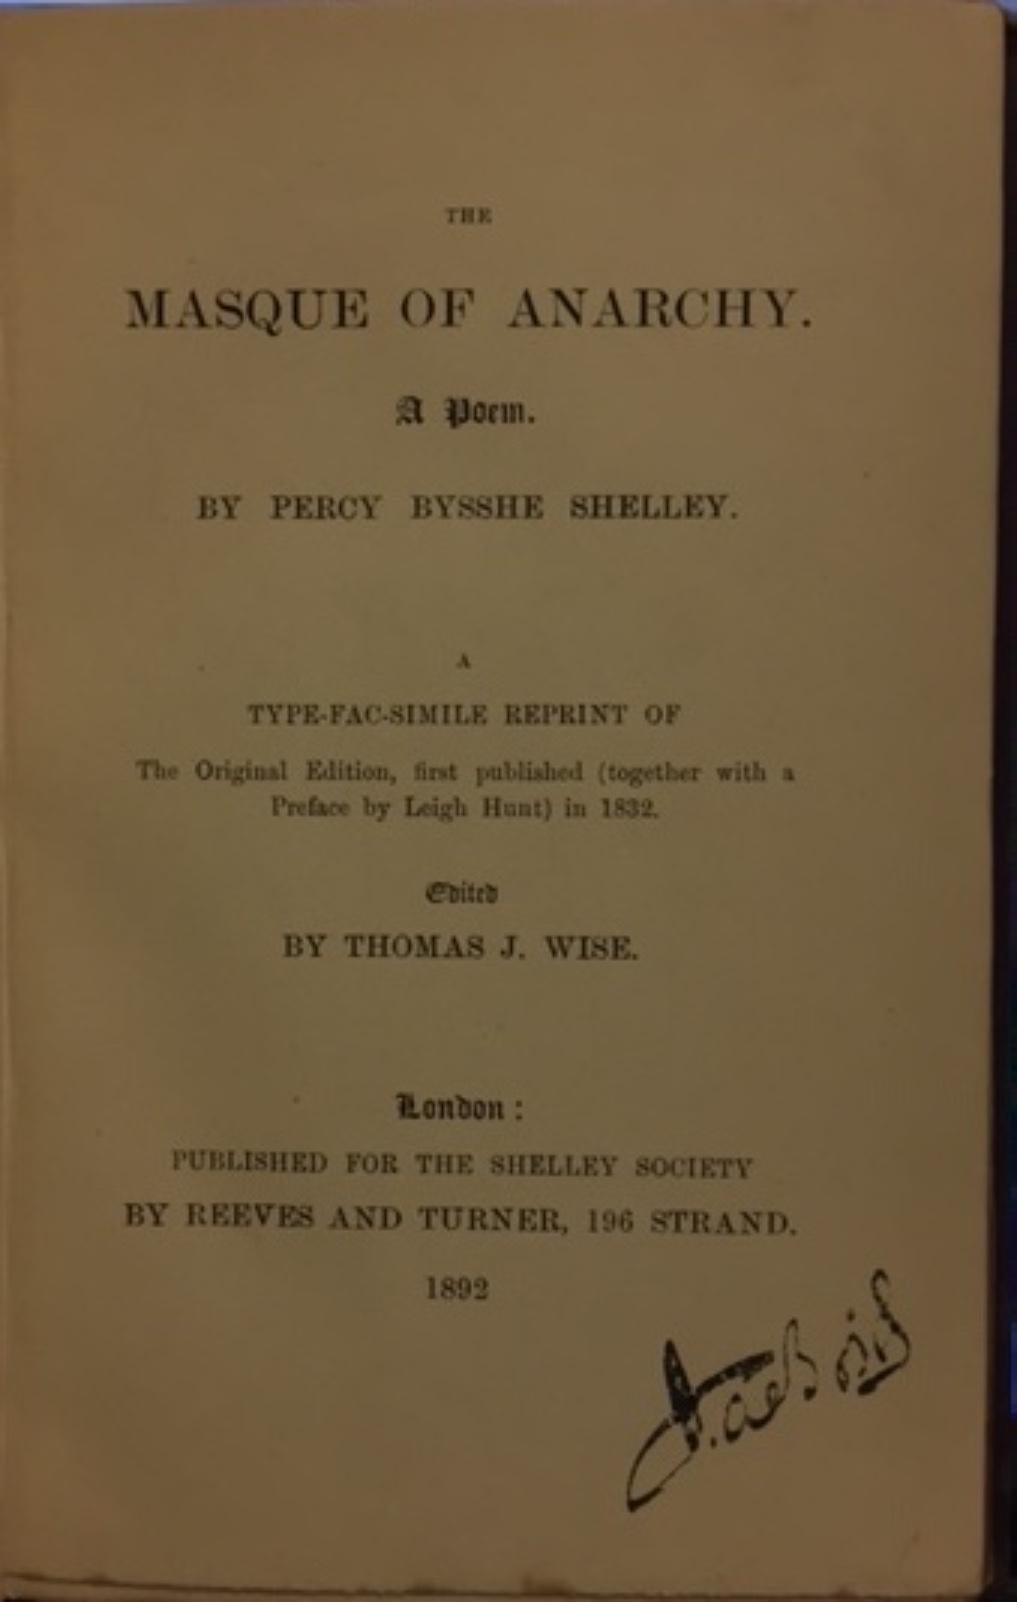 THE
MASQUE OF ANARCHY.
A Poem.
BY PERCY BYSSHE SHELLEY.
A
TYPE-FAC-SIMILE REPRINT OF
The Original Edition, first published (together with a
Preface by Leigh Hunt) in 1832.
Edited
BY THOMAS J. WISE.
London:
PUBLISHED FOR THE SHELLEY SOCIETY
BY REEVES AND TURNER, 196 STRAND.
1892